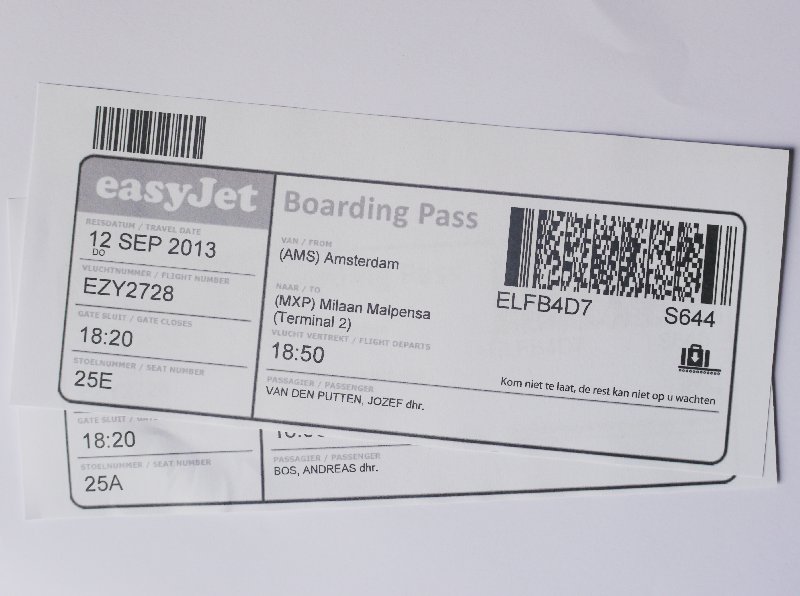 easyJet
Boarding Pass
REISDATUM / TRAVEL DATE
12 SEP 2013
DO
VLUCHTNUMMER / FLIGHT NUMBER
EZY2728
GATE SLUIT / GATE CLOSES
18:20
STOELNUMMER / SEAT NUMBER
25E
VAN / FROM
(AMS) Amsterdam
NAAR / TO
(MXP) Milaan Malpensa
(Terminal 2)
VLUCHT VERTREKT / FLIGHT DEPARTS
18:50
PASSAGIER / PASSENGER
VAN DEN PUTTEN, JOZEF dhr.
ELFB4D7 S644
Kom niet te laat, de rest kan niet op u wachten
GATE SLUIT /
18:20
STOELNUMMER / SEAT NUMBER
25A
PASSAGIER / PASSENGER
BOS, ANDREAS dhr.